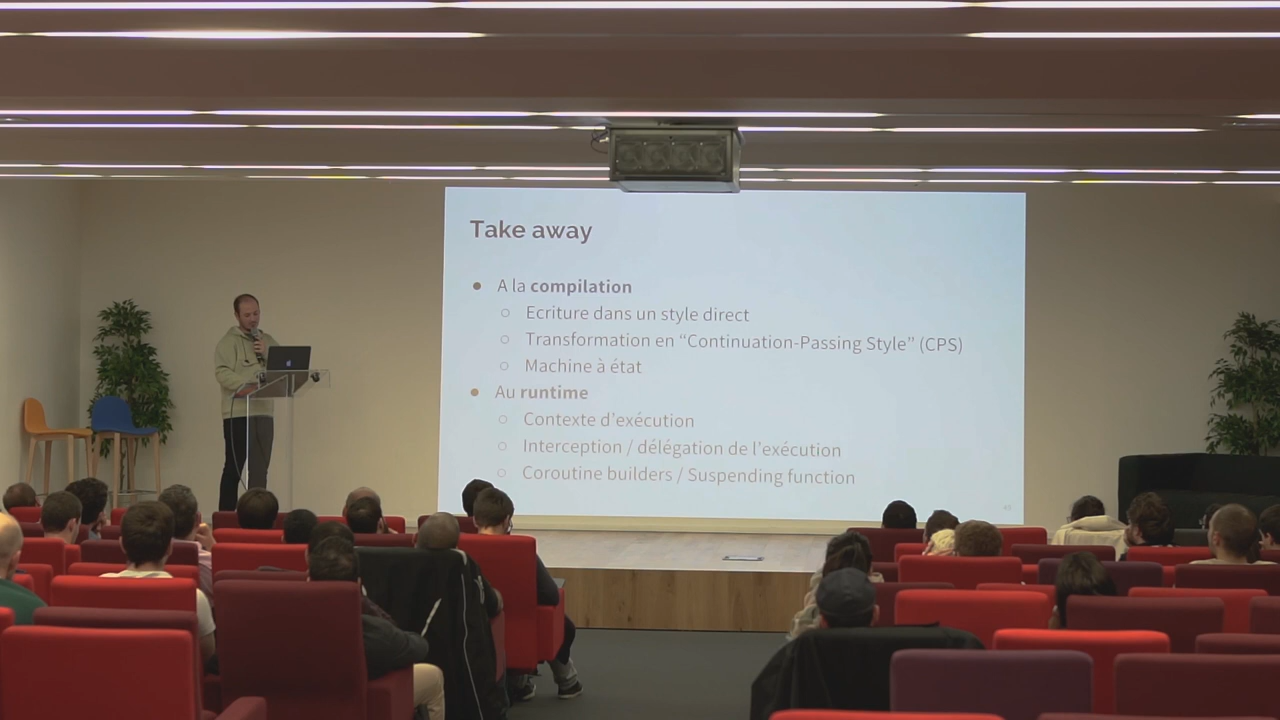 Take away
A la compilation
Ecriture dans un style direct
Transformation en “Continuation-Passing Style” (CPS)
Machine à état
Au runtime
Contexte d’exécution
Interception / délégation de l’exécution
Coroutine builders / Suspending function